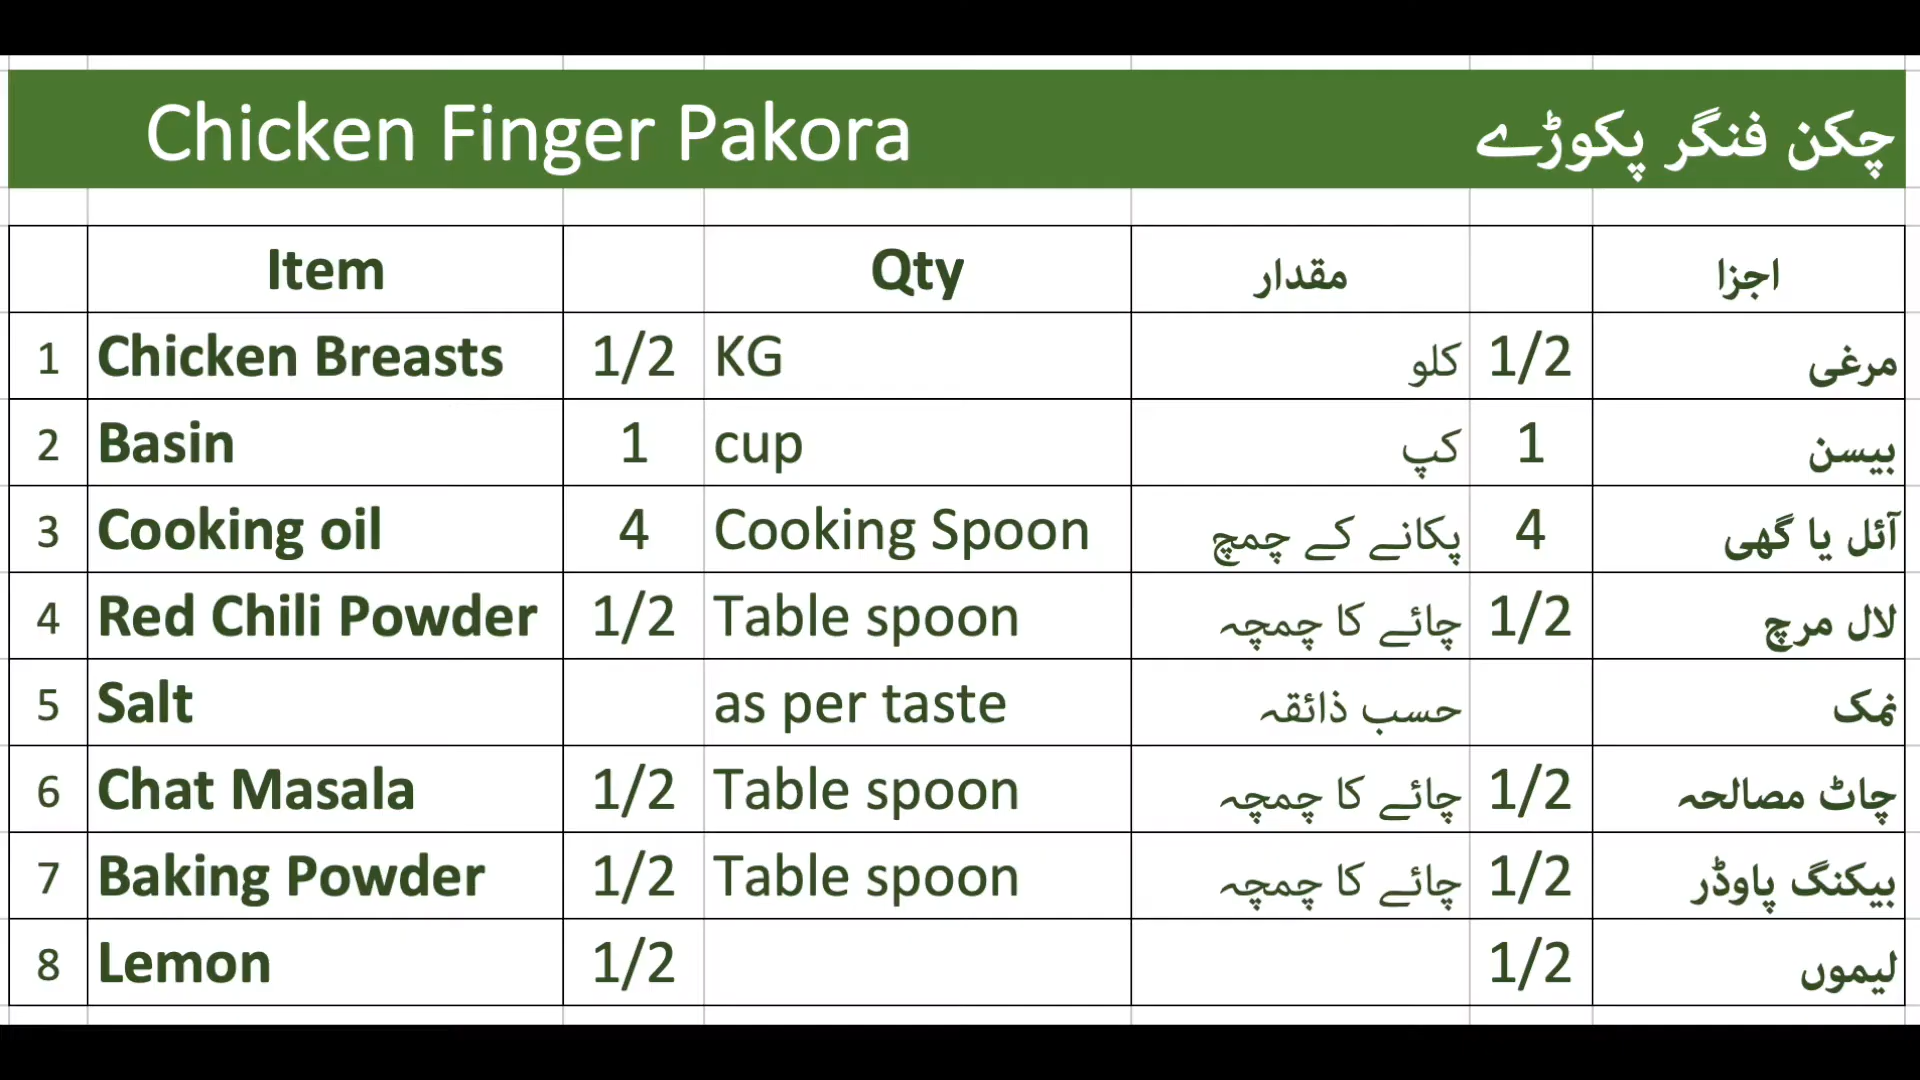 Chicken Finger Pakora چکن فنگر پکوڑے
Item Qty مقدار اجزا
1 Chicken Breasts 1/2 KG کلو 1/2 مرغی
2 Basin 1 cup کپ 1 بیسن
3 Cooking oil 4 Cooking Spoon پکانے کے چمچ 4 آئل یا گھی
4 Red Chili Powder 1/2 Table spoon چائے کا چمچہ 1/2 لال مرچ
5 Salt as per taste حسب ذائقہ نمک
6 Chat Masala 1/2 Table spoon چائے کا چمچہ 1/2 چاٹ مصالحہ
7 Baking Powder 1/2 Table spoon چائے کا چمچہ 1/2 بیکنگ پاوڈر
8 Lemon 1/2 1/2 لیموں